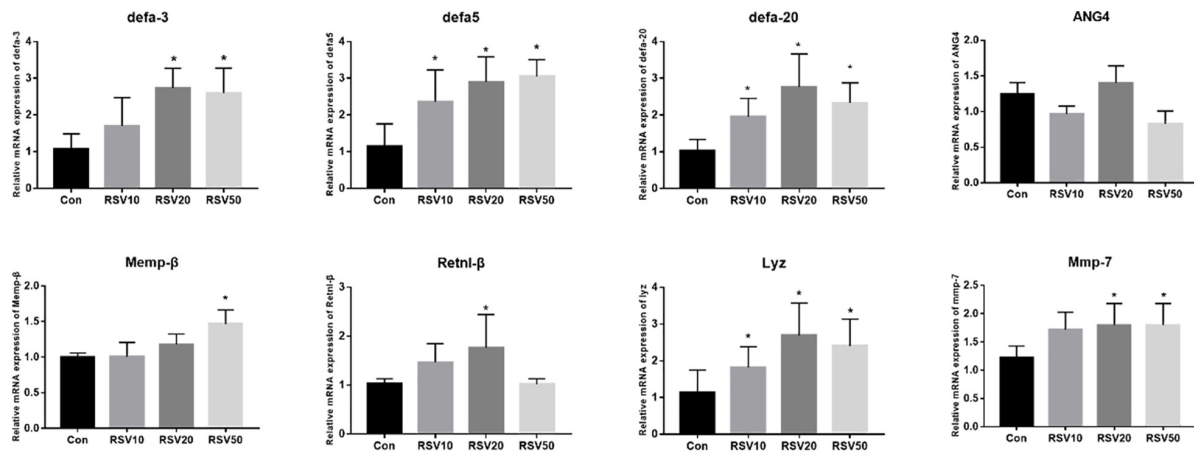 defa-3
Relative mRNA expression of defa-3
4
3
2
1
0
*
*
Con
RSV10
RSV20
RSV50
defa5
Relative mRNA expression of defa5
4
3
2
1
0
*
*
*
Con
RSV10
RSV20
RSV50
defa-20
Relative mRNA expression of defa-20
4
3
2
1
0
*
*
*
Con
RSV10
RSV20
RSV50
ANG4
Relative mRNA expression of ANG4
2.0
1.5
1.0
0.5
0.0
Con
RSV10
RSV20
RSV50
Memp-β
Relative mRNA expression of Memp-β
2.0
1.5
1.0
0.5
0.0
*
Con
RSV10
RSV20
RSV50
Retnl-β
Relative mRNA expression of Retnl-β
3
2
1
0
*
Con
RSV10
RSV20
RSV50
Lyz
Relative mRNA expression of lyz
4
3
2
1
0
*
*
*
Con
RSV10
RSV20
RSV50
Mmp-7
Relative mRNA expression of mmp-7
2.5
2.0
1.5
1.0
0.5
0.0
*
*
Con
RSV10
RSV20
RSV50